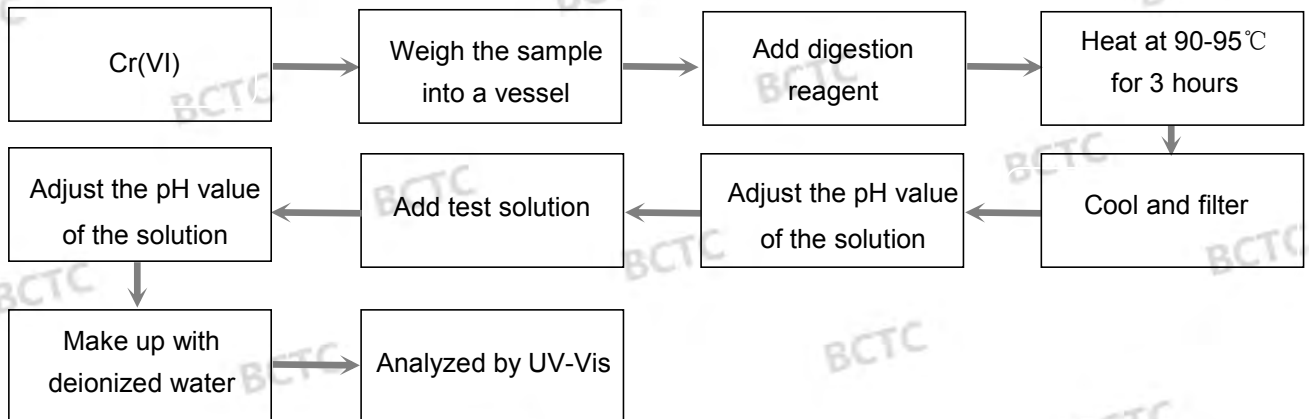 Cr(VI)
Weigh the sample
into a vessel
Add digestion
reagent
Heat at 90-95℃
for 3 hours
Cool and filter
Adjust the pH value
of the solution
Add test solution
Adjust the pH value
of the solution
Make up with
deionized water
Analyzed by UV-Vis
BCTC
BCTC
BCTC
BCTC
BCTC
BCTC
BCTC
BCTC
BCTC